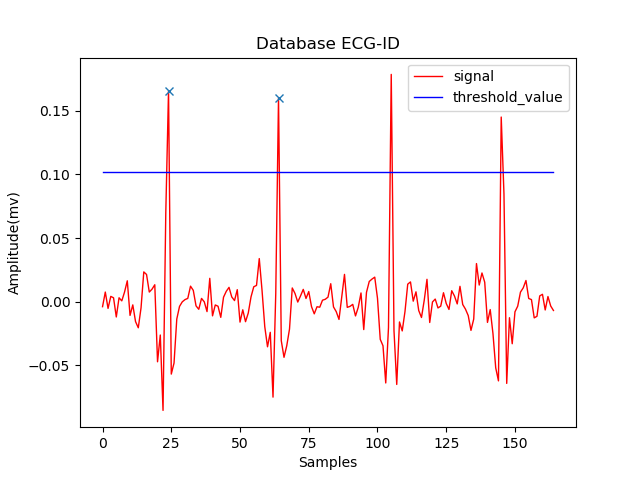 Database ECG-ID
signal
threshold_value
Amplitude(mv)
0.15
0.10
0.05
0.00
−0.05
0 25 50 75 100 125 150
Samples